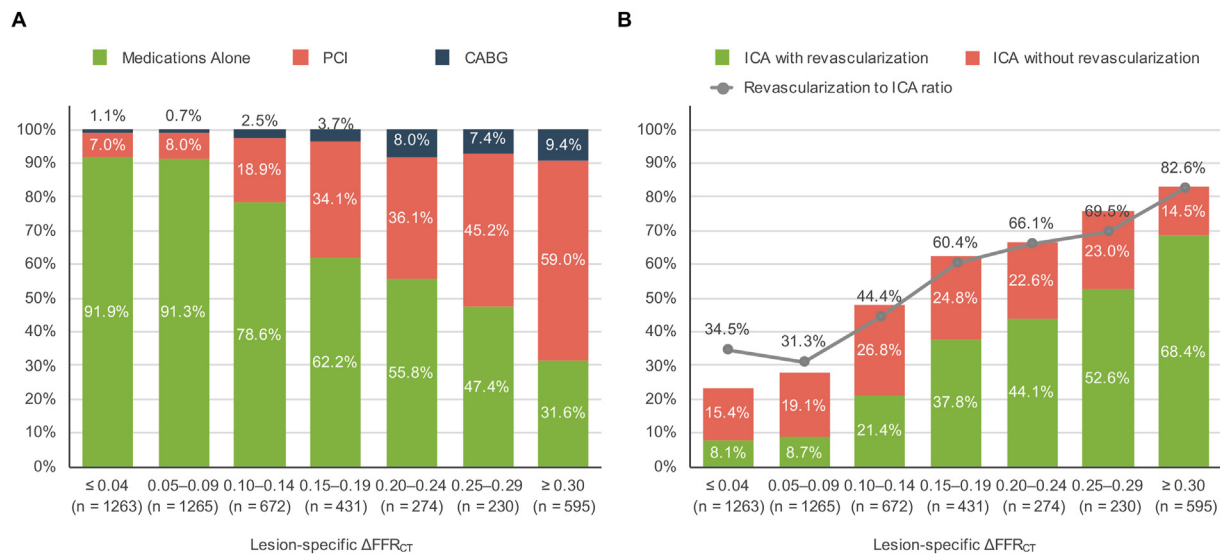 A
Medications Alone PCI CABG
1.1% 0.7% 2.5% 3.7%
100%
90%
80%
70%
60%
50%
40%
30%
20%
10%
0%
7.0% 8.0% 18.9% 34.1% 36.1% 45.2% 59.0%
8.0% 7.4% 9.4%
91.9% 91.3% 78.6% 62.2% 55.8% 47.4% 31.6%
≤ 0.04 0.05–0.09 0.10–0.14 0.15–0.19 0.20–0.24 0.25–0.29 ≥ 0.30
(n = 1263) (n = 1265) (n = 672) (n = 431) (n = 274) (n = 230) (n = 595)
Lesion-specific ΔFFRCT
B
ICA with revascularization ICA without revascularization
Revascularization to ICA ratio
100%
90%
80%
70%
60%
50%
40%
30%
20%
10%
0%
34.5% 31.3% 44.4% 60.4% 66.1% 69.5% 82.6%
15.4% 19.1% 26.8% 24.8% 22.6% 23.0% 14.5%
8.1% 8.7% 21.4% 37.8% 44.1% 52.6% 68.4%
≤ 0.04 0.05–0.09 0.10–0.14 0.15–0.19 0.20–0.24 0.25–0.29 ≥ 0.30
(n = 1263) (n = 1265) (n = 672) (n = 431) (n = 274) (n = 230) (n = 595)
Lesion-specific ΔFFRCT